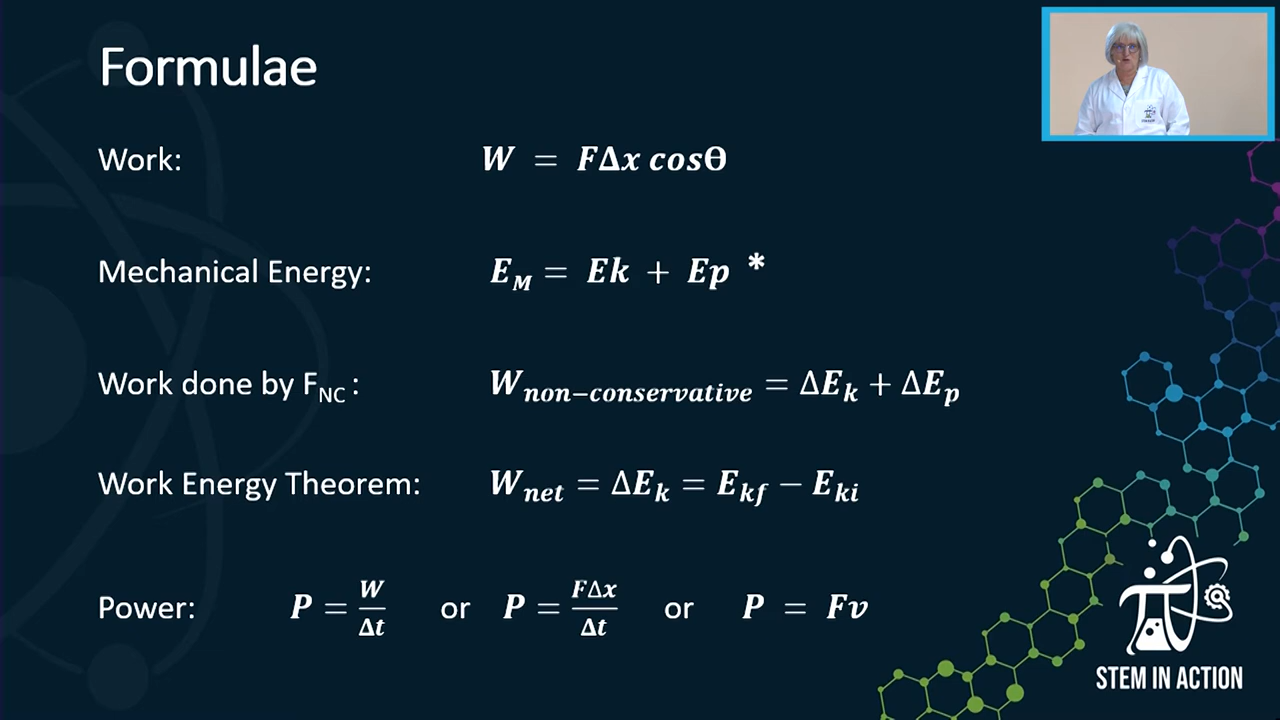 Formulae
Work: W = FΔx cosθ
Mechanical Energy: E_M = Ek + Ep *
Work done by F_NC : W_non−conservative = ΔE_k + ΔE_p
Work Energy Theorem: W_net = ΔE_k = E_kf − E_ki
Power: P = W/Δt or P = FΔx/Δt or P = Fv
STEM IN ACTION